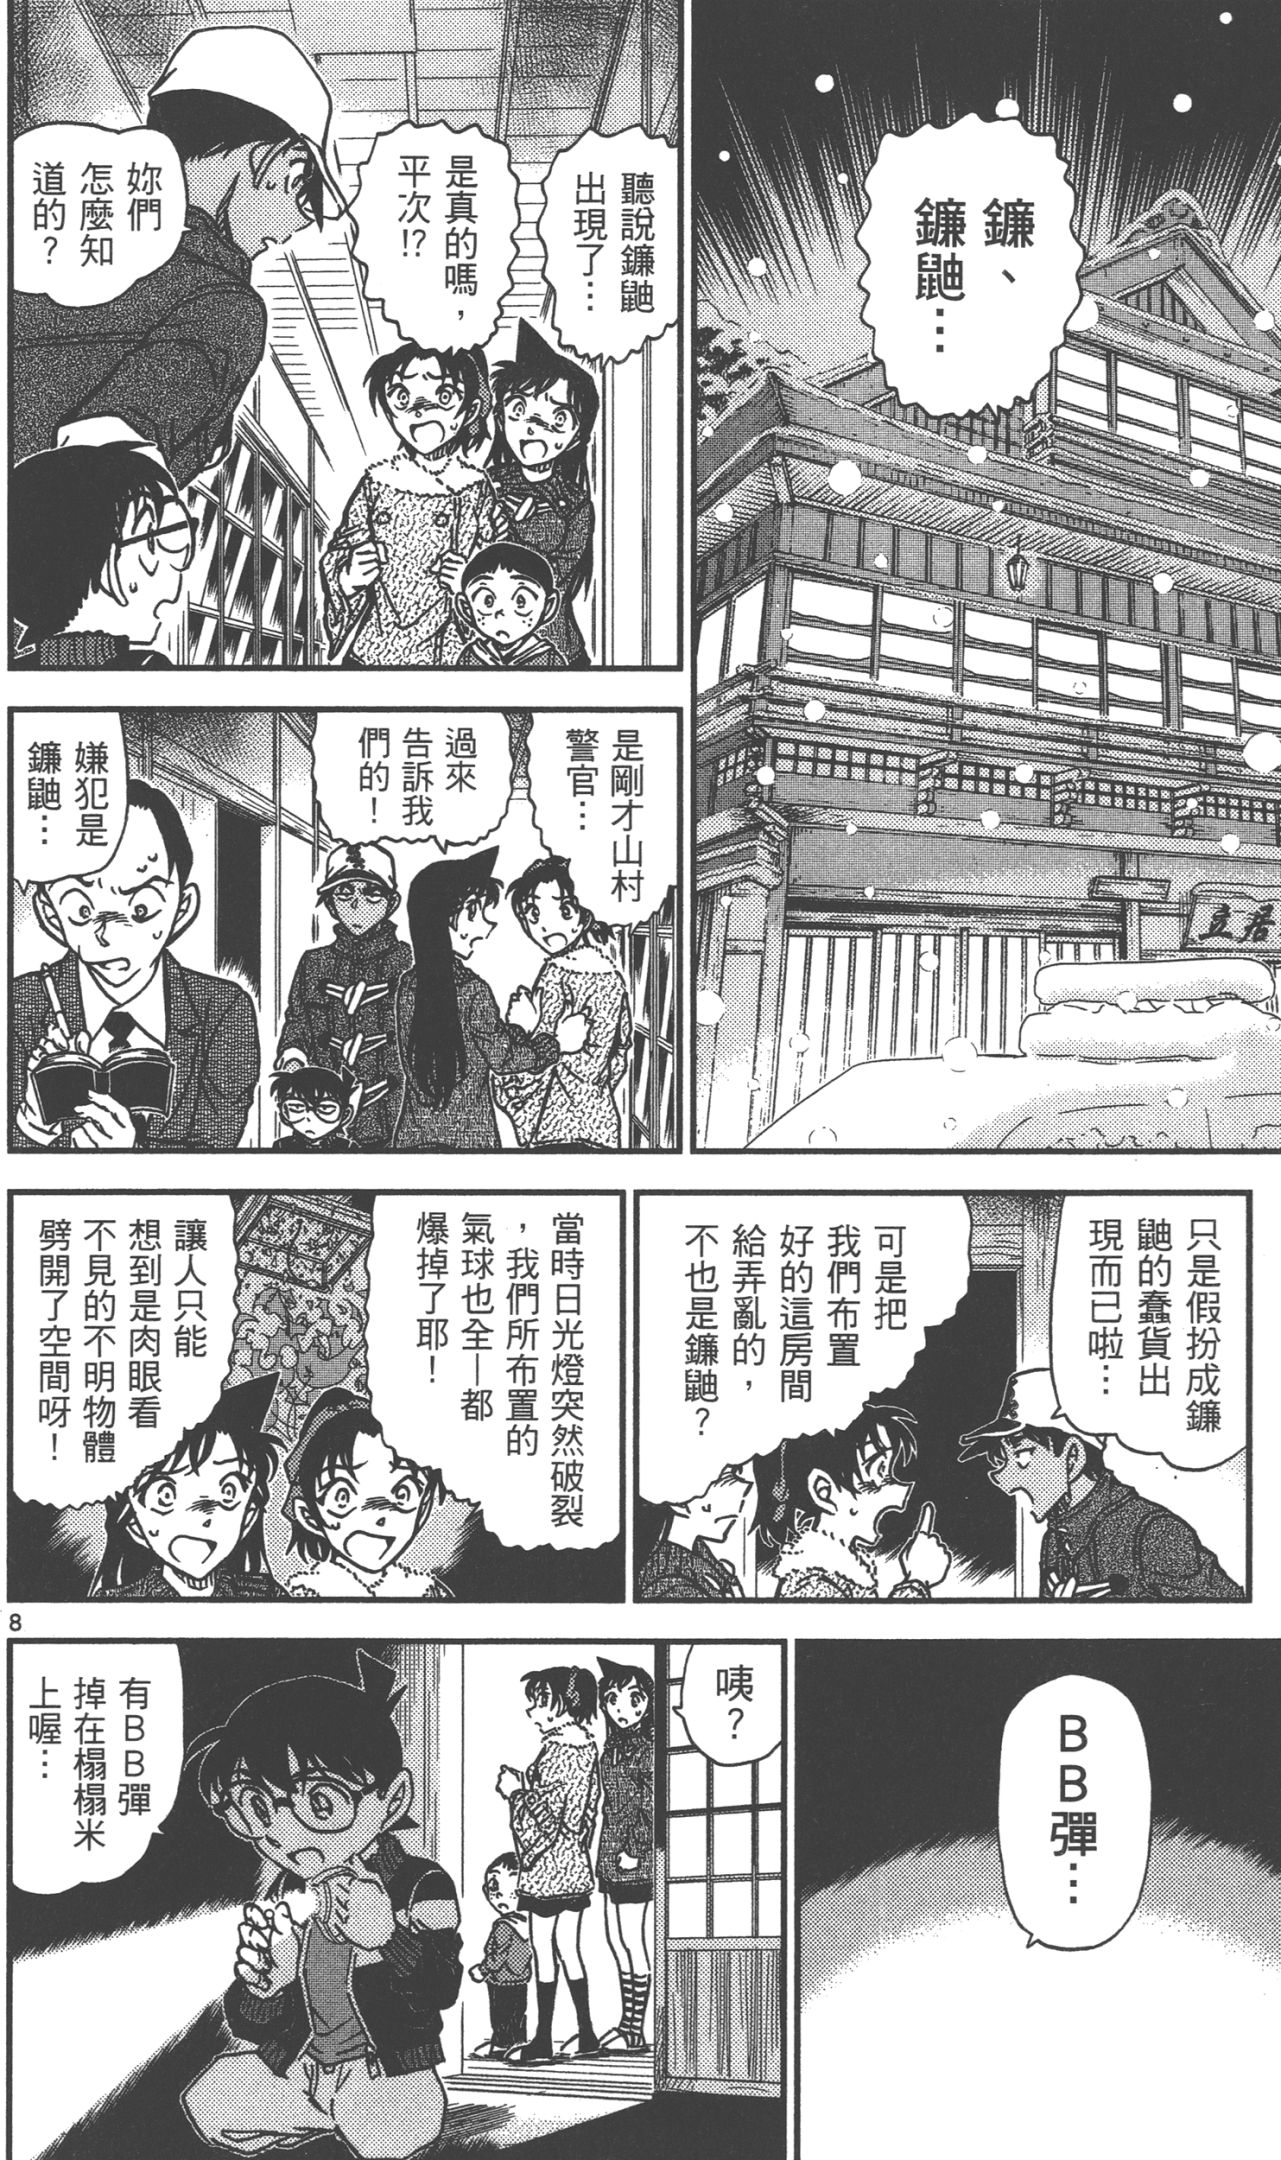 鐮、
鐮鼬…
聽說鐮鼬
出現了…
是真的嗎，
平次!?
妳們
怎麼知
道的？
是剛才山村
警官…
過來
告訴我
們的！
嫌犯是
鐮鼬…
只是假扮成鐮
鼬的蠢貨出
現而已啦…
可是把
我們布置
好的這房間
給弄亂的，
不也是鐮鼬？
當時日光燈突然破裂
，我們所布置的
氣球也全—都
爆掉了耶！
讓人只能
想到是肉眼看
不見的不明物體
劈開了空間呀！
8
ＢＢ彈…
咦？
有ＢＢ彈
掉在榻榻米
上喔…
立居